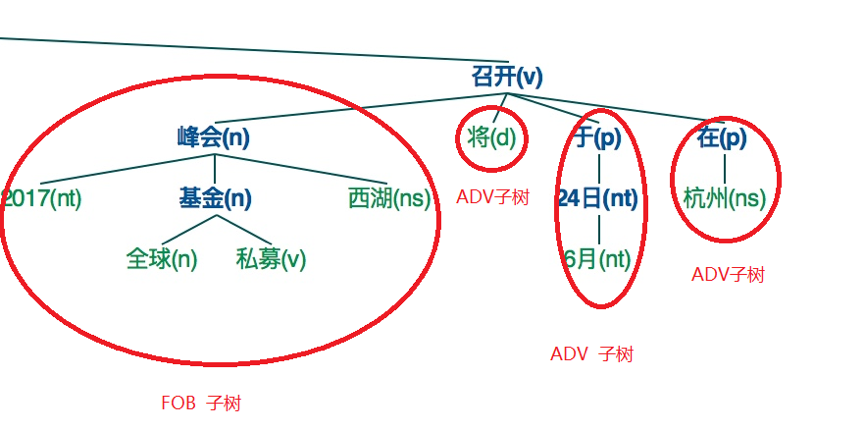 召开(v)
峰会(n) 将(d) 于(p) 在(p)
2017(nt) 基金(n) 西湖(ns) ADV子树 24日(nt) 杭州(ns)
全球(n) 私募(v) 6月(nt) ADV子树
ADV 子树
FOB 子树